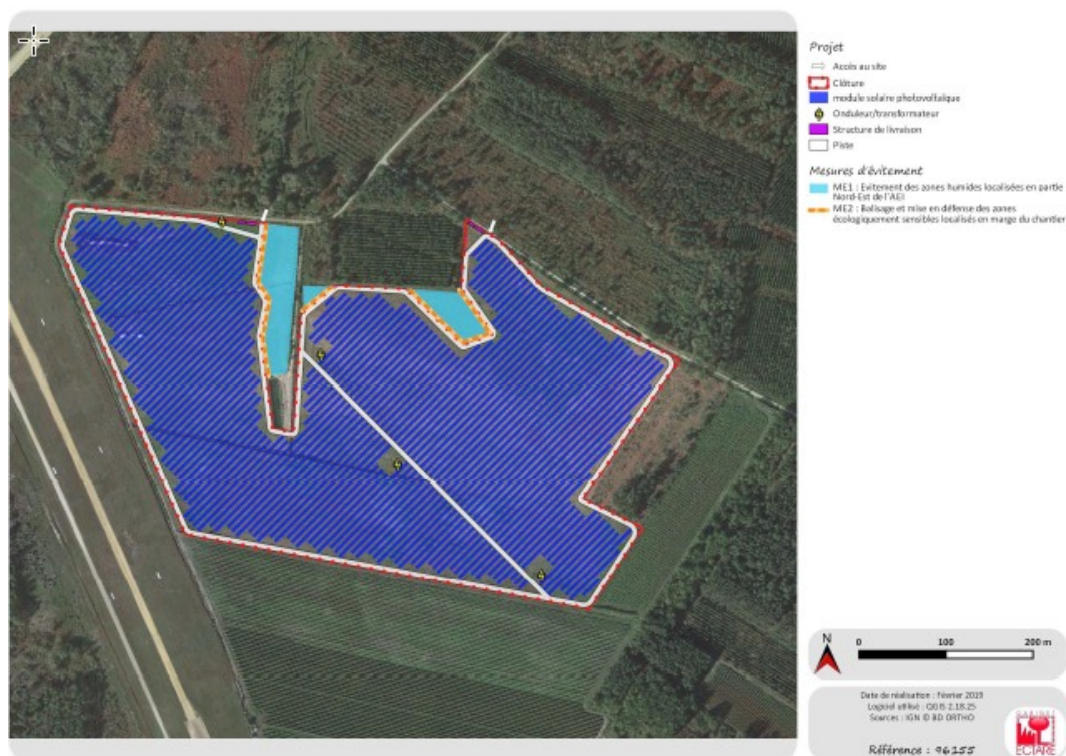 Projet
Accès au site
Clôture
module solaire photovoltaïque
Onduleur/transformateur
Structure de livraison
Piste
Mesures d'évitement
ME1 : Evitement des zones humides localisées en partie
Nord-Est de l'AEI
ME2 : Balisage et mise en défense des zones
écologiquement sensibles localisés en marge du chantier
N
0 100 200 m
Date de réalisation : Février 2019
Logiciel utilisé : QGIS 2.18.25
Sources : IGN © BD ORTHO
Référence : 96155
ECTARE